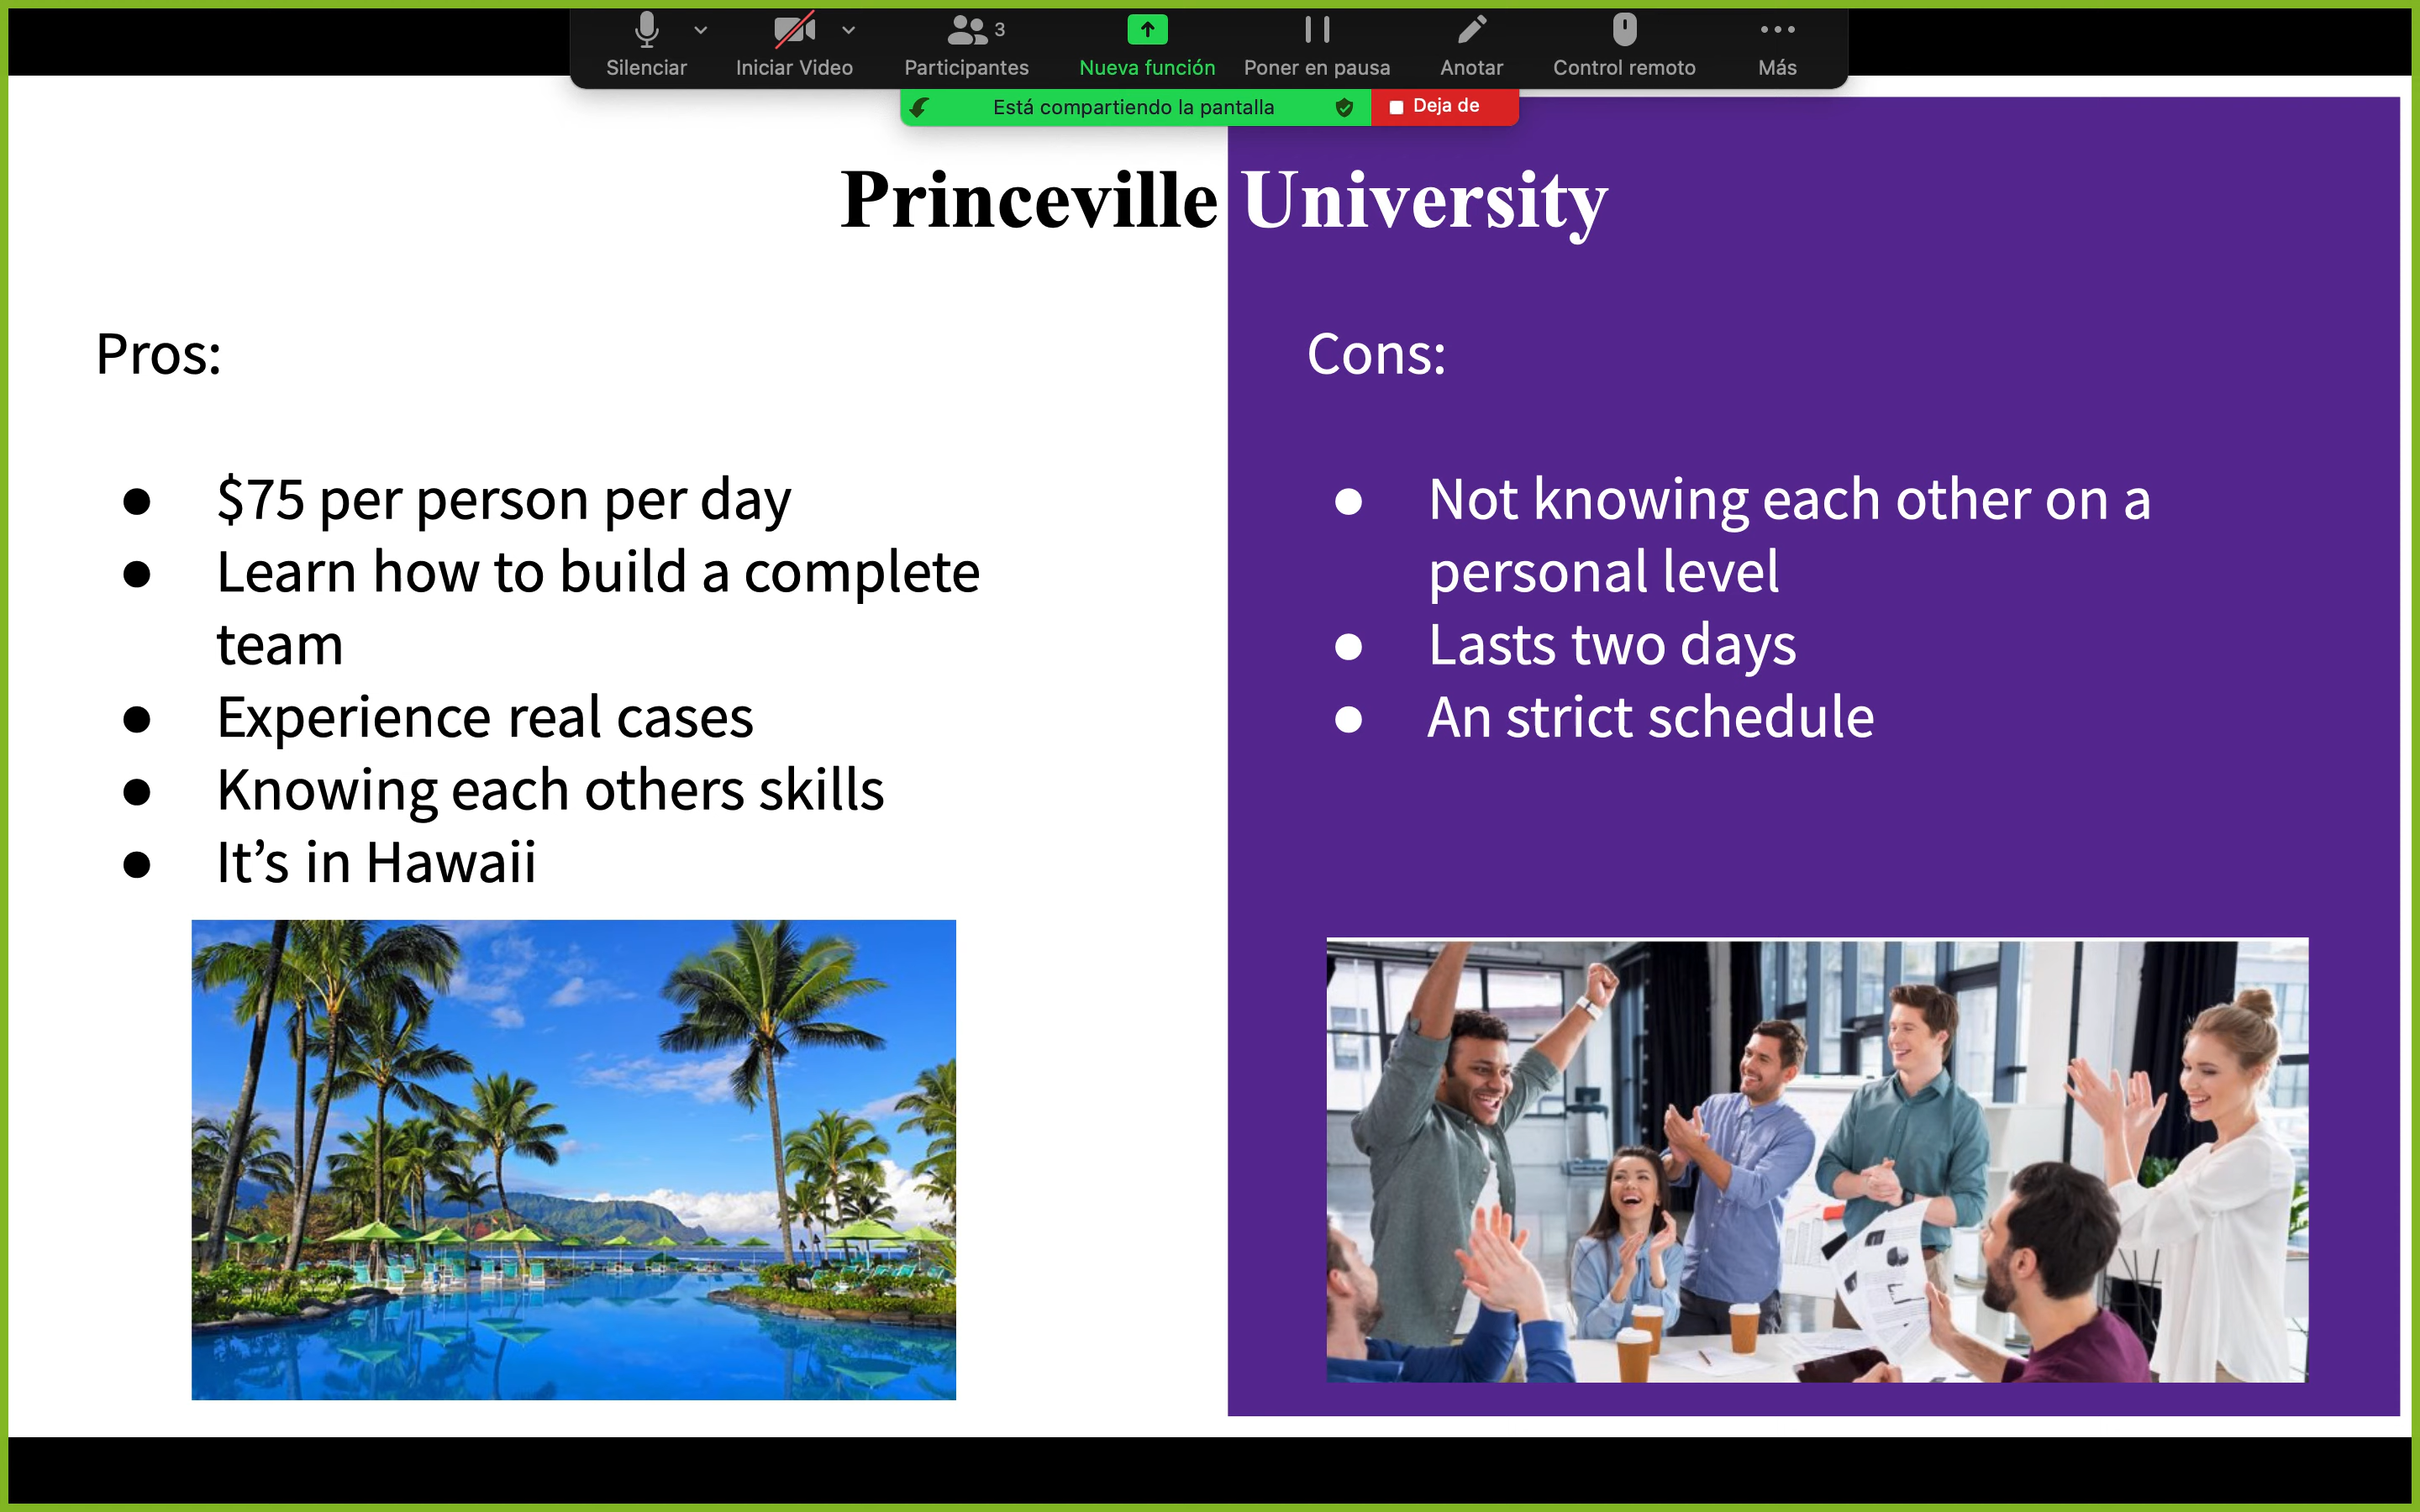 Silenciar
Iniciar Video
3
Participantes
Nueva función
Poner en pausa
Anotar
Control remoto
Más
Está compartiendo la pantalla
Deja de
Princeville University
Pros:
● $75 per person per day
● Learn how to build a complete
team
● Experience real cases
● Knowing each others skills
● It’s in Hawaii
Cons:
● Not knowing each other on a
personal level
● Lasts two days
● An strict schedule